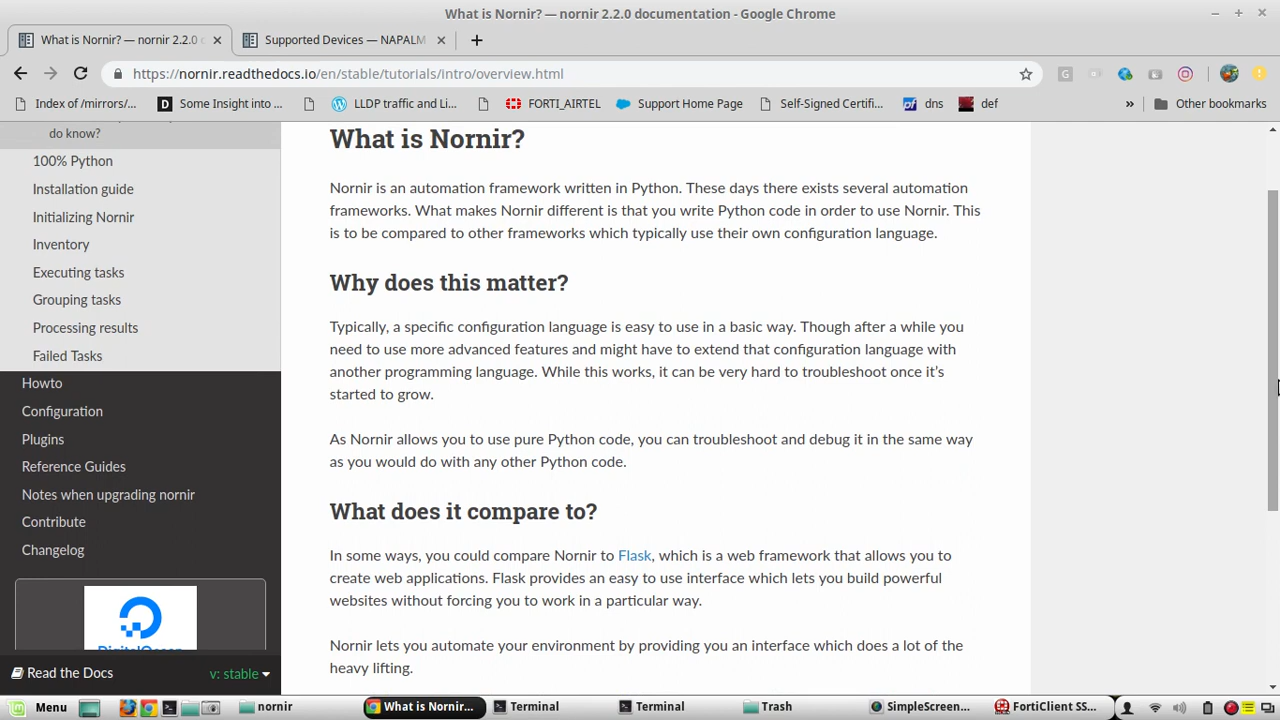 What is Nornir? — nornir 2.2.0 documentation - Google Chrome
What is Nornir? — nornir 2.2.0
Supported Devices — NAPALM
https://nornir.readthedocs.io/en/stable/tutorials/intro/overview.html
Index of /mirrors/...
Some Insight into ...
LLDP traffic and Li...
FORTI_AIRTEL
Support Home Page
Self-Signed Certifi...
dns
def
»
Other bookmarks
do know?
100% Python
Installation guide
Initializing Nornir
Inventory
Executing tasks
Grouping tasks
Processing results
Failed Tasks
Howto
Configuration
Plugins
Reference Guides
Notes when upgrading nornir
Contribute
Changelog
DigitalOcean
Read the Docs
v: stable
What is Nornir?
Nornir is an automation framework written in Python. These days there exists several automation
frameworks. What makes Nornir different is that you write Python code in order to use Nornir. This
is to be compared to other frameworks which typically use their own configuration language.
Why does this matter?
Typically, a specific configuration language is easy to use in a basic way. Though after a while you
need to use more advanced features and might have to extend that configuration language with
another programming language. While this works, it can be very hard to troubleshoot once it's
started to grow.
As Nornir allows you to use pure Python code, you can troubleshoot and debug it in the same way
as you would do with any other Python code.
What does it compare to?
In some ways, you could compare Nornir to Flask, which is a web framework that allows you to
create web applications. Flask provides an easy to use interface which lets you build powerful
websites without forcing you to work in a particular way.
Nornir lets you automate your environment by providing you an interface which does a lot of the
heavy lifting.
Menu
nornir
What is Nornir...
Terminal
Terminal
Trash
SimpleScreen...
FortiClient SS...